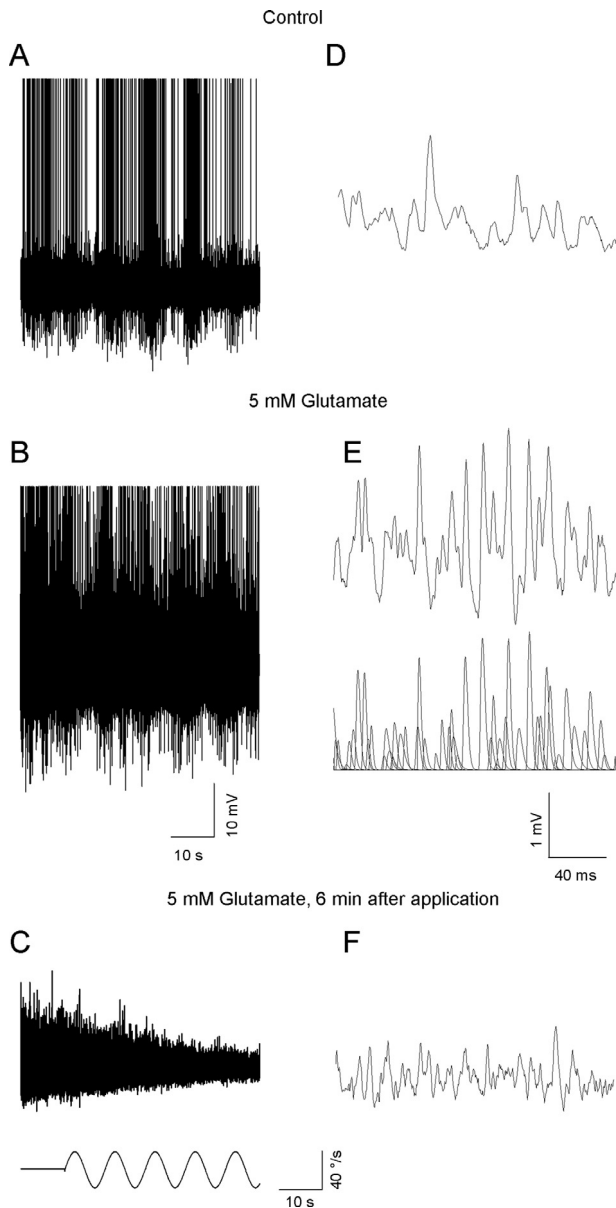 Control
A
D
5 mM Glutamate
B
E
10 mV
10 s
1 mV
40 ms
5 mM Glutamate, 6 min after application
C
F
40 °/s
10 s